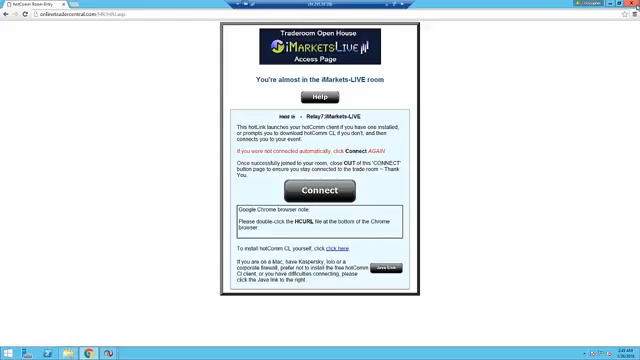 hotComm Room Entry
onlinetradercentral.com
Traderoom Open House
iMarketsLive
Access Page
You're almost in the iMarkets-LIVE room
Help
Held in - Relay7:iMarkets-LIVE
This hotLink launches your hotComm client if you have one installed,
or prompts you to download hotComm CL if you don't, and then
connects you to your event.
If you were not connected automatically, click Connect AGAIN
Once successfully joined to your room, close OUT of this 'CONNECT'
button page to ensure you stay connected to the trade room ~ Thank
You.
Connect
Google Chrome browser note:
Please double-click the HCURL file at the bottom of the Chrome
browser
To install hotComm CL yourself, click click here
If you are on a Mac, have Kaspersky, lolo or a
corporate firewall, prefer not to install the free hotComm
Cl client, or you have difficulties connecting, please
click the Java link to the right.
Java Link